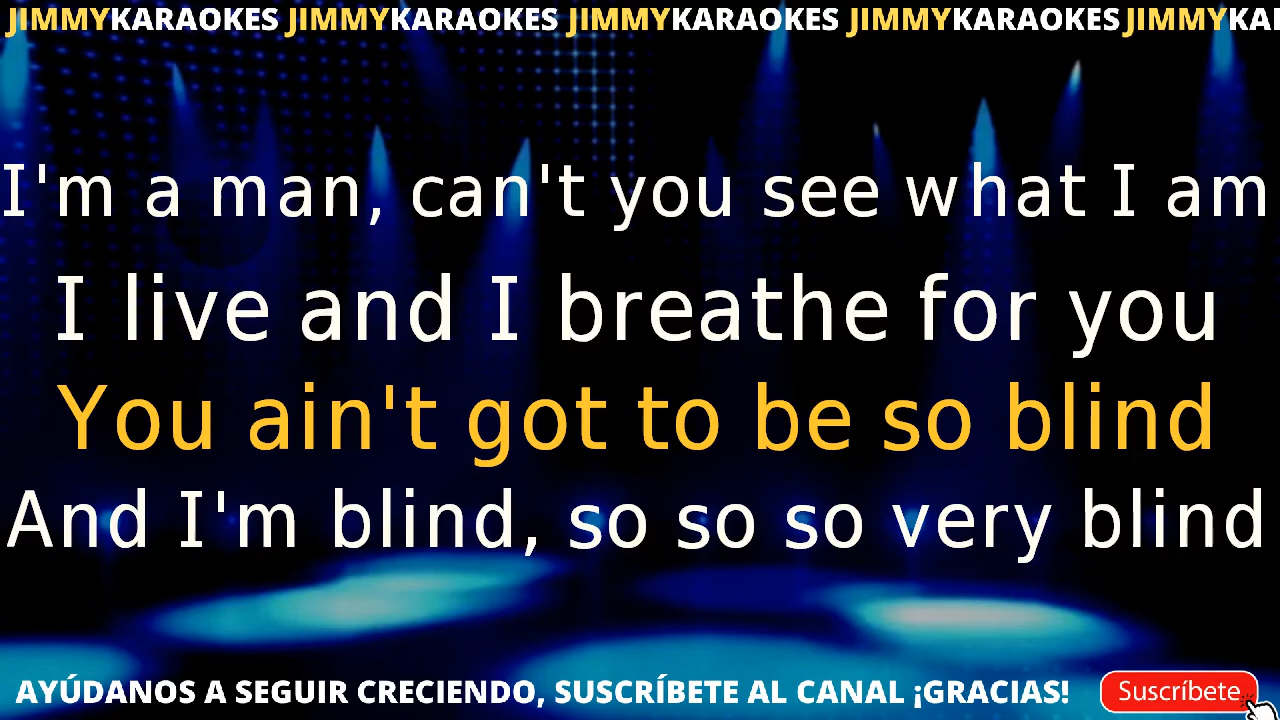 JIMMYKARAOKES JIMMYKARAOKES JIMMYKARAOKES JIMMYKARAOKES JIMMYKA
I'm a man, can't you see what I am
I live and I breathe for you
You ain't got to be so blind
And I'm blind, so so so very blind
AYÚDANOS A SEGUIR CRECIENDO, SUSCRÍBETE AL CANAL ¡GRACIAS! Suscríbete